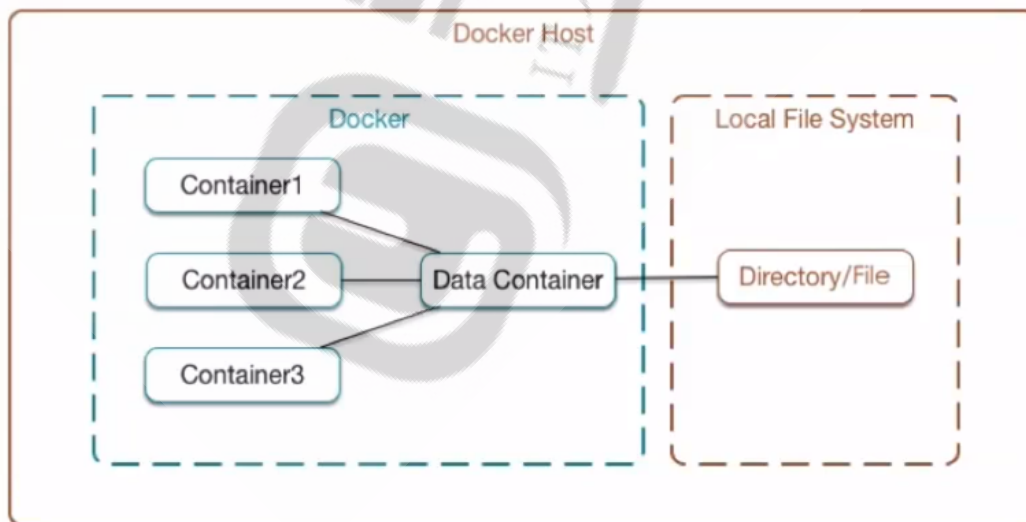 Docker Host
Docker
Local File System
Container1
Container2
Data Container
Directory/File
Container3